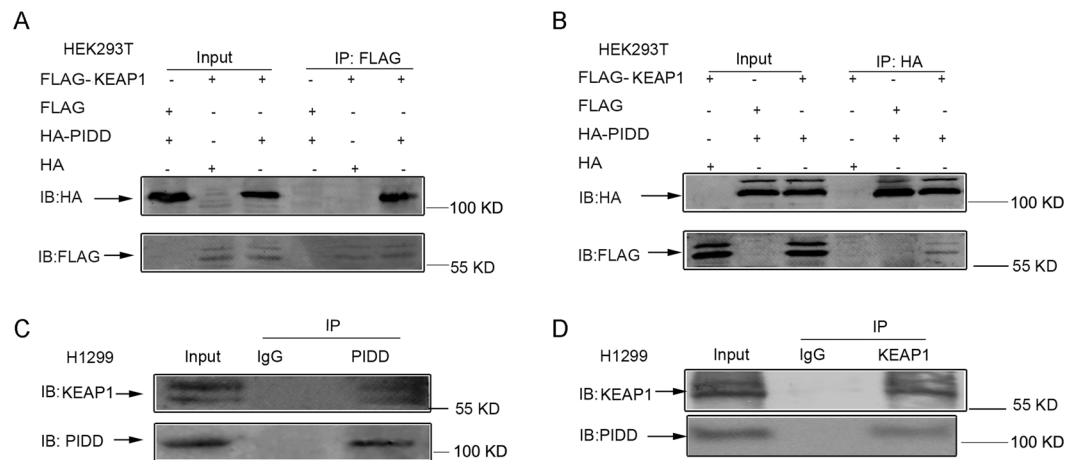 A
HEK293T
Input
IP: FLAG
FLAG-KEAP1 - + + - + +
FLAG + - - + - -
HA-PIDD + - + + - +
HA - + - - + -
IB:HA
100 KD
IB:FLAG
55 KD
B
HEK293T
Input
IP: HA
FLAG-KEAP1 + - + + - +
FLAG - + - - + -
HA-PIDD - + + - + +
HA + - - + - -
IB:HA
100 KD
IB:FLAG
55 KD
C
IP
H1299 Input IgG PIDD
IB:KEAP1
55 KD
IB: PIDD
100 KD
D
IP
H1299 Input IgG KEAP1
IB:KEAP1
55 KD
IB:PIDD
100 KD